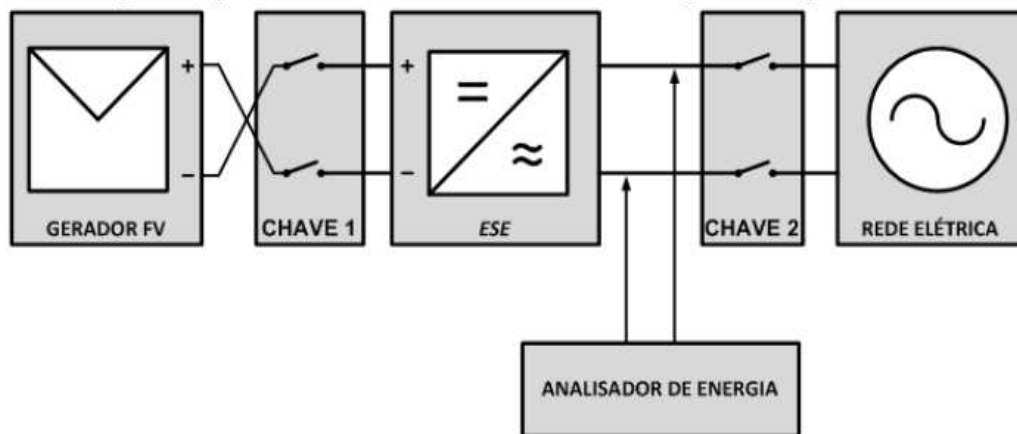 +
−
GERADOR FV
CHAVE 1
+
−
=
≈
ESE
CHAVE 2
REDE ELÉTRICA
ANALISADOR DE ENERGIA